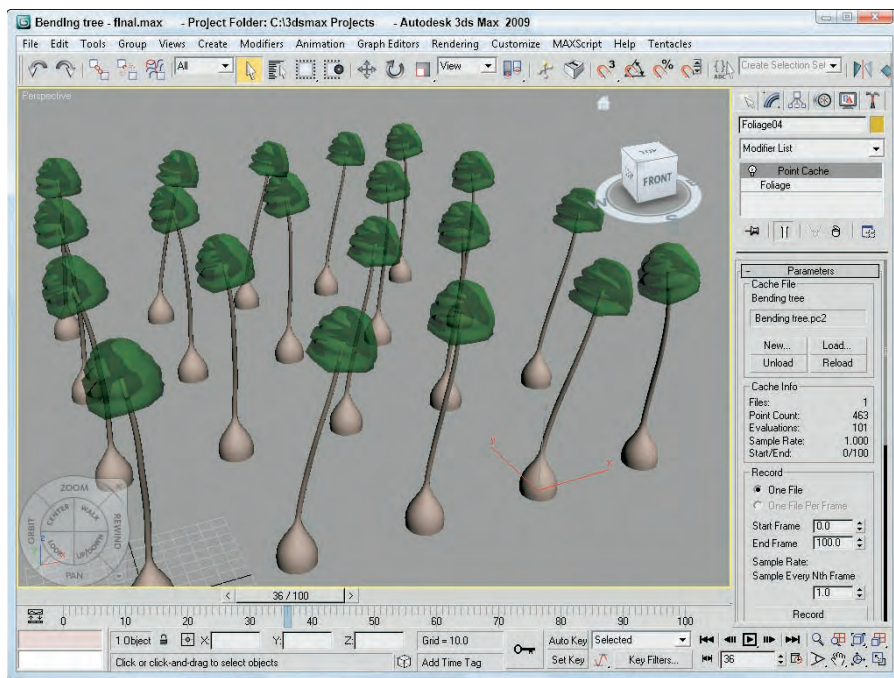 Bending tree - final.max - Project Folder: C:\3dsmax Projects - Autodesk 3ds Max 2009
File Edit Tools Group Views Create Modifiers Animation Graph Editors Rendering Customize MAXScript Help Tentacles
All View Create Selection Set
Perspective
TOP
FRONT
W
S
Foliage04
Modifier List
Point Cache
Foliage
Parameters
Cache File
Bending tree
Bending tree.pc2
New... Load...
Unload Reload
Cache Info
Files: 1
Point Count: 463
Evaluations: 101
Sample Rate: 1.000
Start/End: 0/100
Record
One File
One File Per Frame
Start Frame 0.0
End Frame 100.0
Sample Rate:
Sample Every Nth Frame
1.0
Record
y
x
ZOOM
ORBIT
CENTER
WALK
REWIND
LOOK
UP/DOWN
PAN
z
< 36 / 100 >
0 10 20 30 40 50 60 70 80 90 100
1 Object X: Y: Z: Grid = 10.0 Auto Key Selected
Click or click-and-drag to select objects Add Time Tag Set Key Key Filters... 36